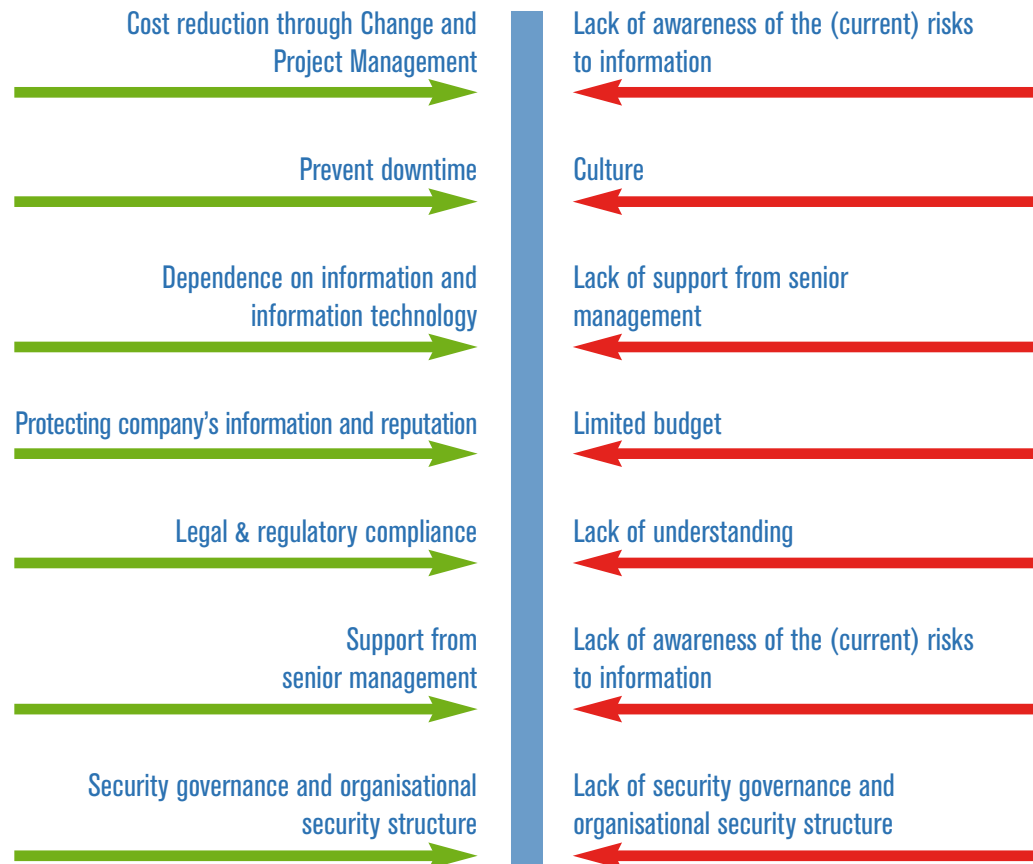 Cost reduction through Change and
Project Management
Lack of awareness of the (current) risks
to information
Prevent downtime
Culture
Dependence on information and
information technology
Lack of support from senior
management
Protecting company’s information and reputation
Limited budget
Legal & regulatory compliance
Lack of understanding
Support from
senior management
Lack of awareness of the (current) risks
to information
Security governance and organisational
security structure
Lack of security governance and
organisational security structure